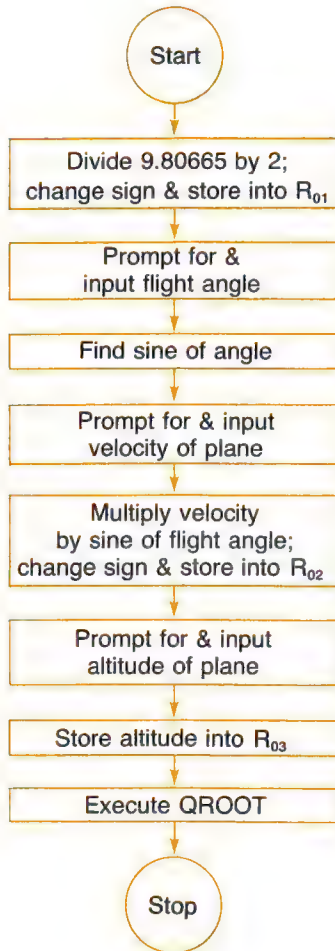 Start
Divide 9.80665 by 2;
change sign & store into R₀₁
Prompt for &
input flight angle
Find sine of angle
Prompt for & input
velocity of plane
Multiply velocity
by sine of flight angle;
change sign & store into R₀₂
Prompt for & input
altitude of plane
Store altitude into R₀₃
Execute QROOT
Stop